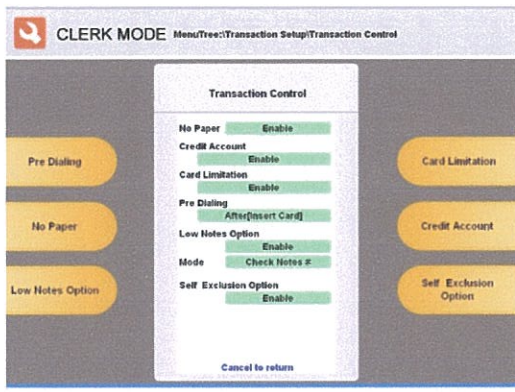 CLERK MODE MenuTree:\Transaction Setup\Transaction Control
Transaction Control
No Paper Enable
Credit Account
Enable
Card Limitation
Enable
Pre Dialing
After[Insert Card]
Low Notes Option
Enable
Mode Check Notes #
Self Exclusion Option
Enable
Cancel to return
Pre Dialing
No Paper
Low Notes Option
Card Limitation
Credit Account
Self Exclusion
Option